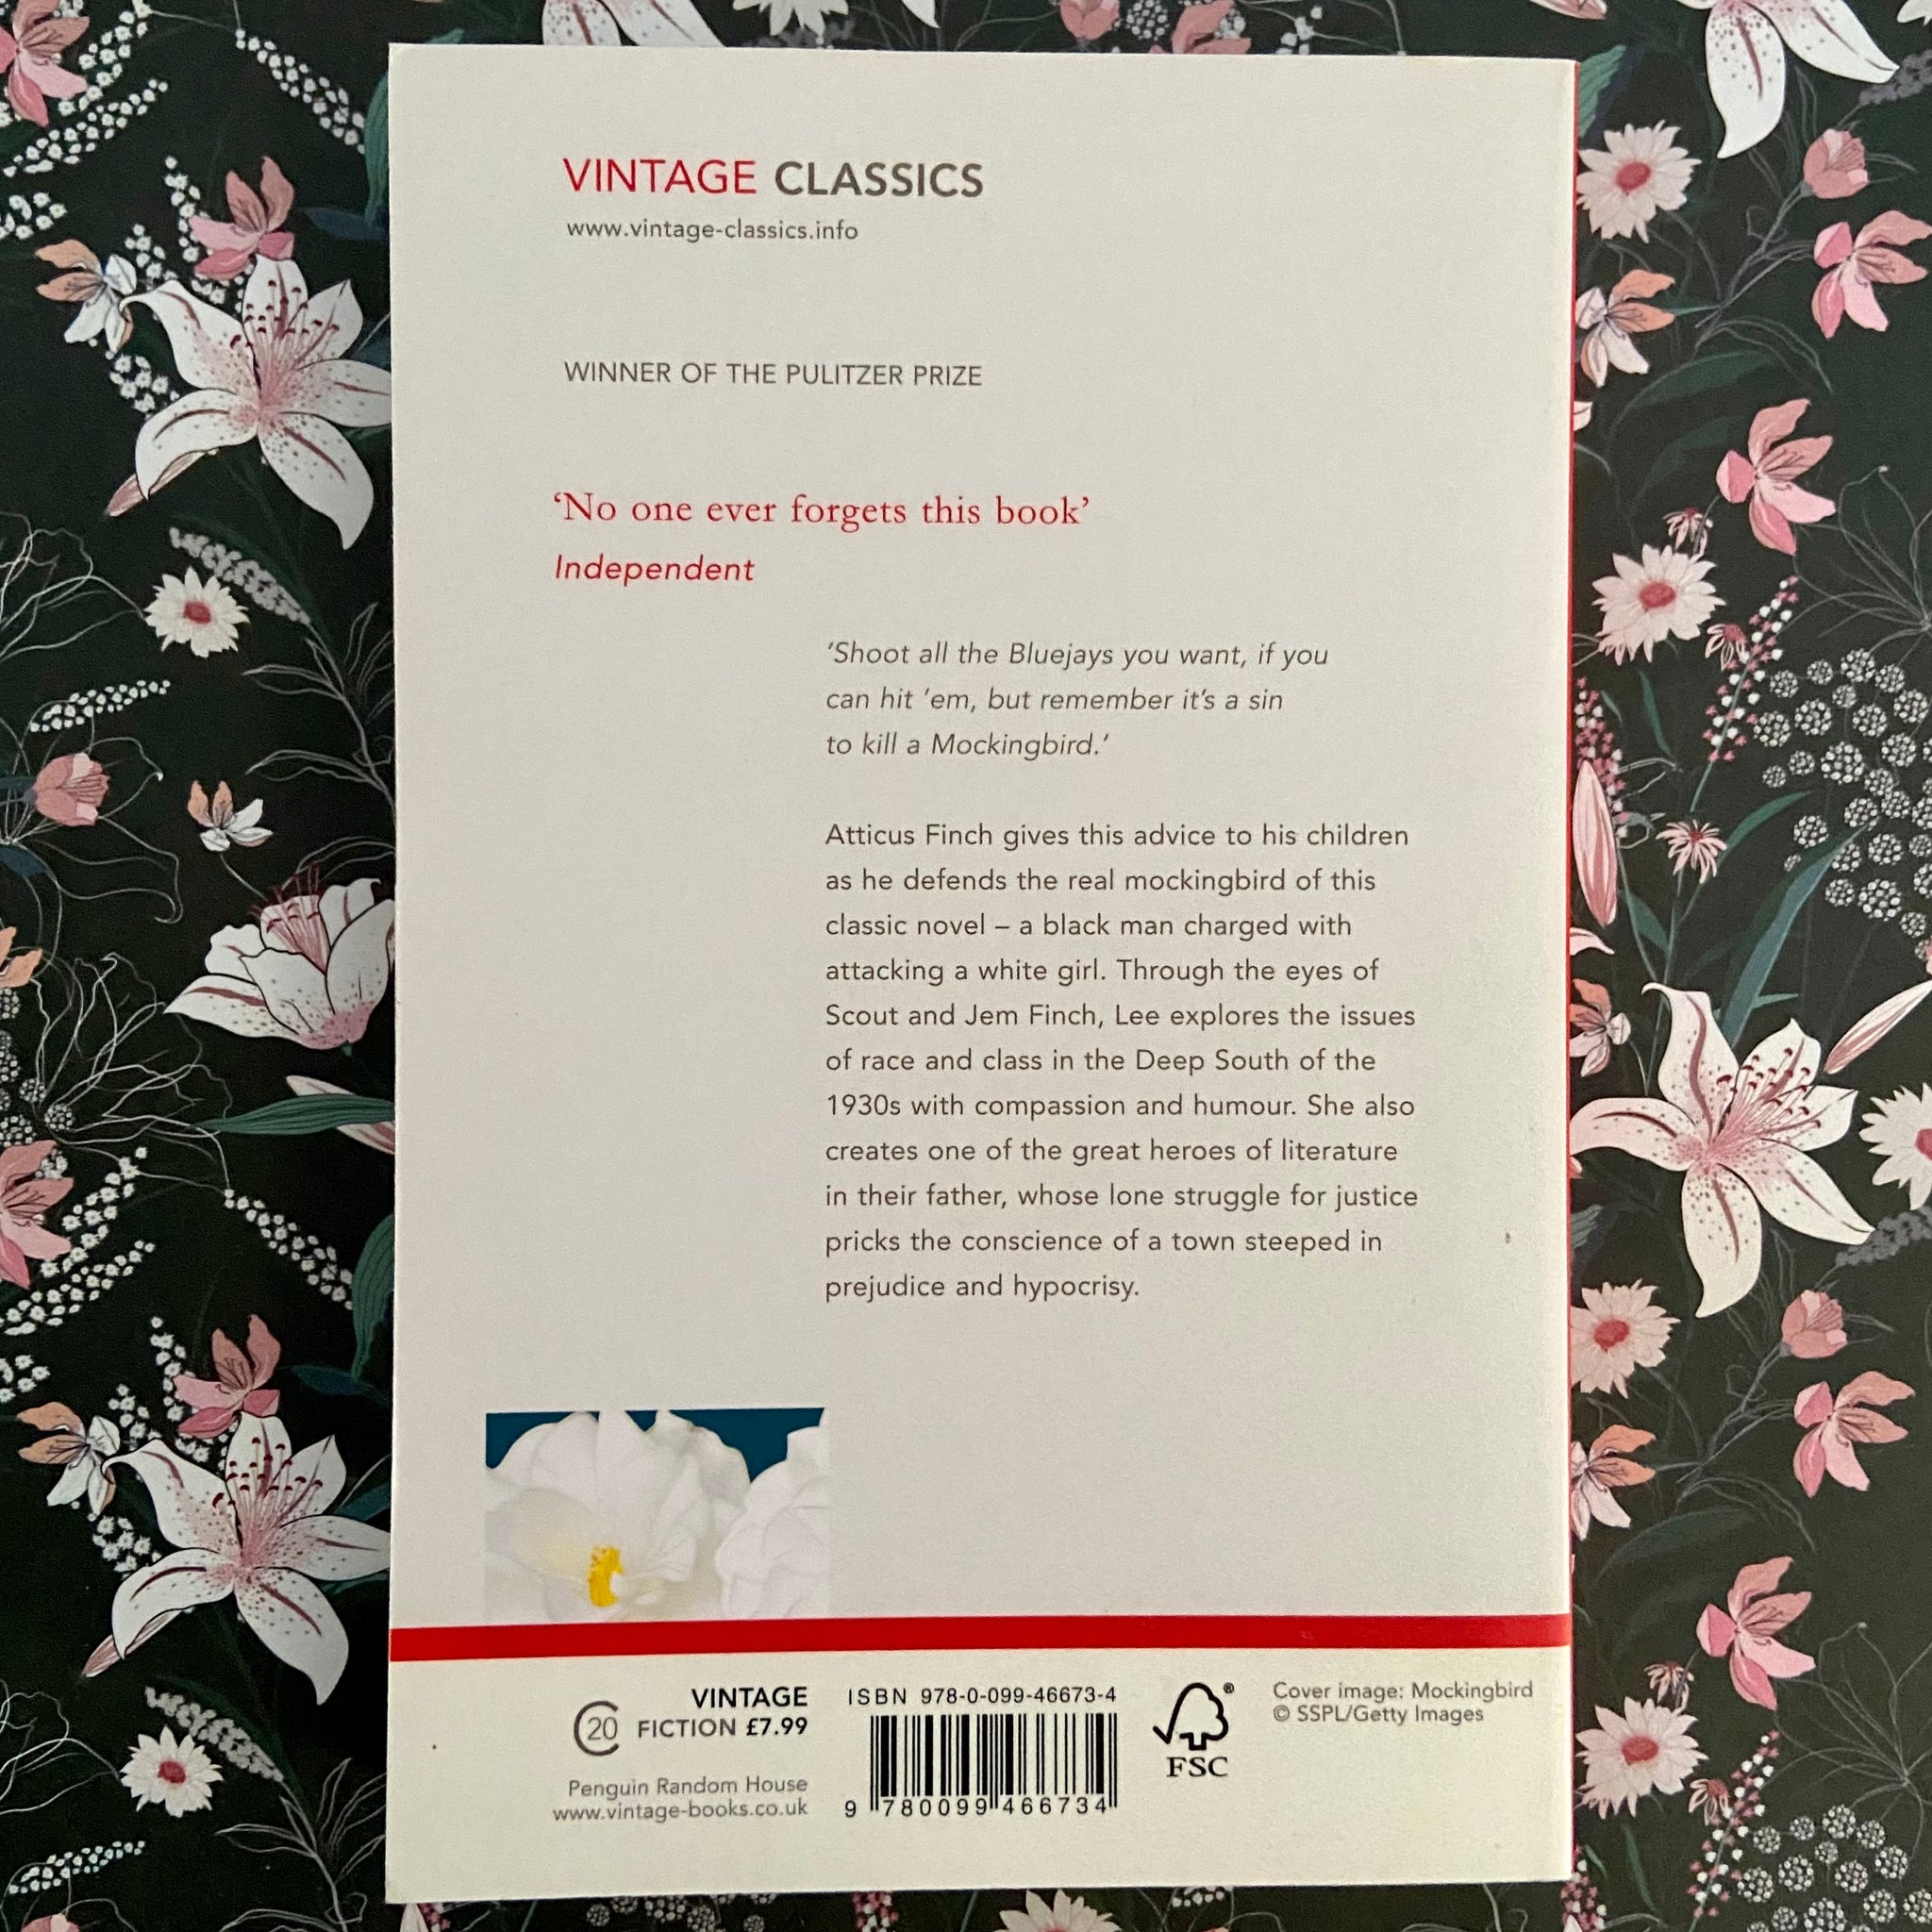 VINTAGE CLASSICS
www.vintage-classics.info
WINNER OF THE PULITZER PRIZE
‘No one ever forgets this book’
Independent
‘Shoot all the Bluejays you want, if you
can hit ’em, but remember it’s a sin
to kill a Mockingbird.’
Atticus Finch gives this advice to his children
as he defends the real mockingbird of this
classic novel – a black man charged with
attacking a white girl. Through the eyes of
Scout and Jem Finch, Lee explores the issues
of race and class in the Deep South of the
1930s with compassion and humour. She also
creates one of the great heroes of literature
in their father, whose lone struggle for justice
pricks the conscience of a town steeped in
prejudice and hypocrisy.
VINTAGE
C20 FICTION £7.99
Penguin Random House
www.vintage-books.co.uk
ISBN 978-0-099-46673-4
9 780099 466734
®
FSC
Cover image: Mockingbird
© SSPL/Getty Images